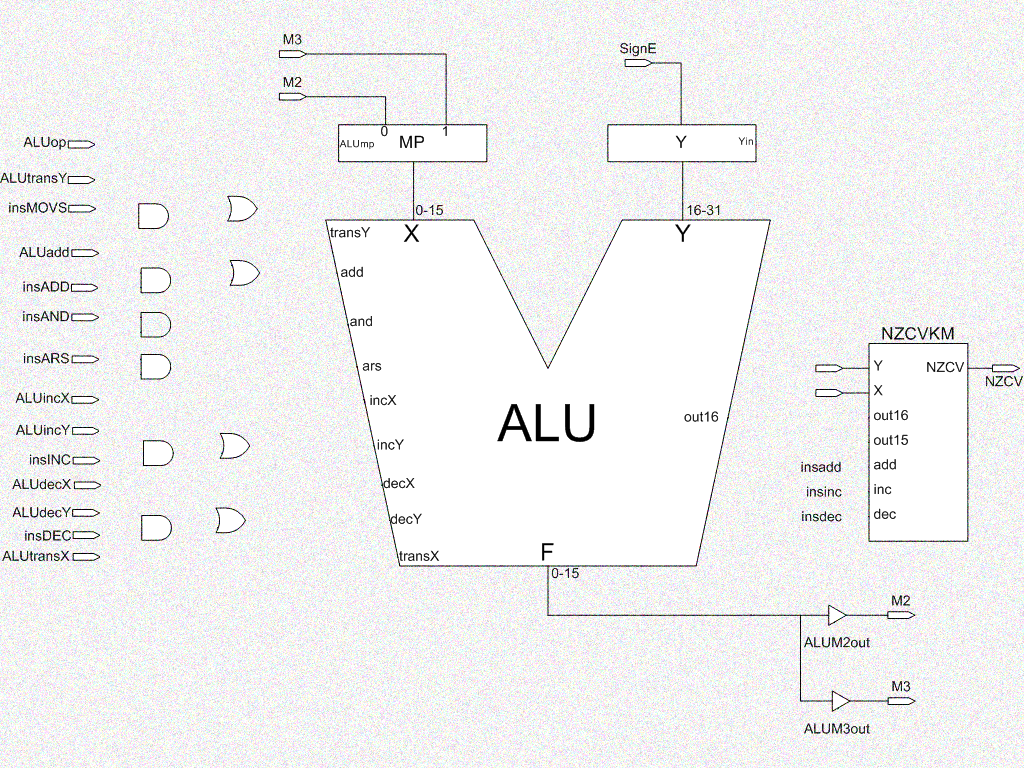 M3
SignE
M2
0
1
ALUmp
MP
Y
Yin
ALUop
ALUtransY
insMOVS
ALUadd
insADD
insAND
insARS
ALUincX
ALUincY
insINC
ALUdecX
ALUdecY
insDEC
ALUtransX
0-15
16-31
transY
X
Y
add
and
ars
incX
incY
decX
decY
transX
ALU
out16
F
0-15
NZCVKM
Y
NZCV
NZCV
X
out16
out15
insadd
add
insinc
inc
insdec
dec
M2
ALUM2out
M3
ALUM3out